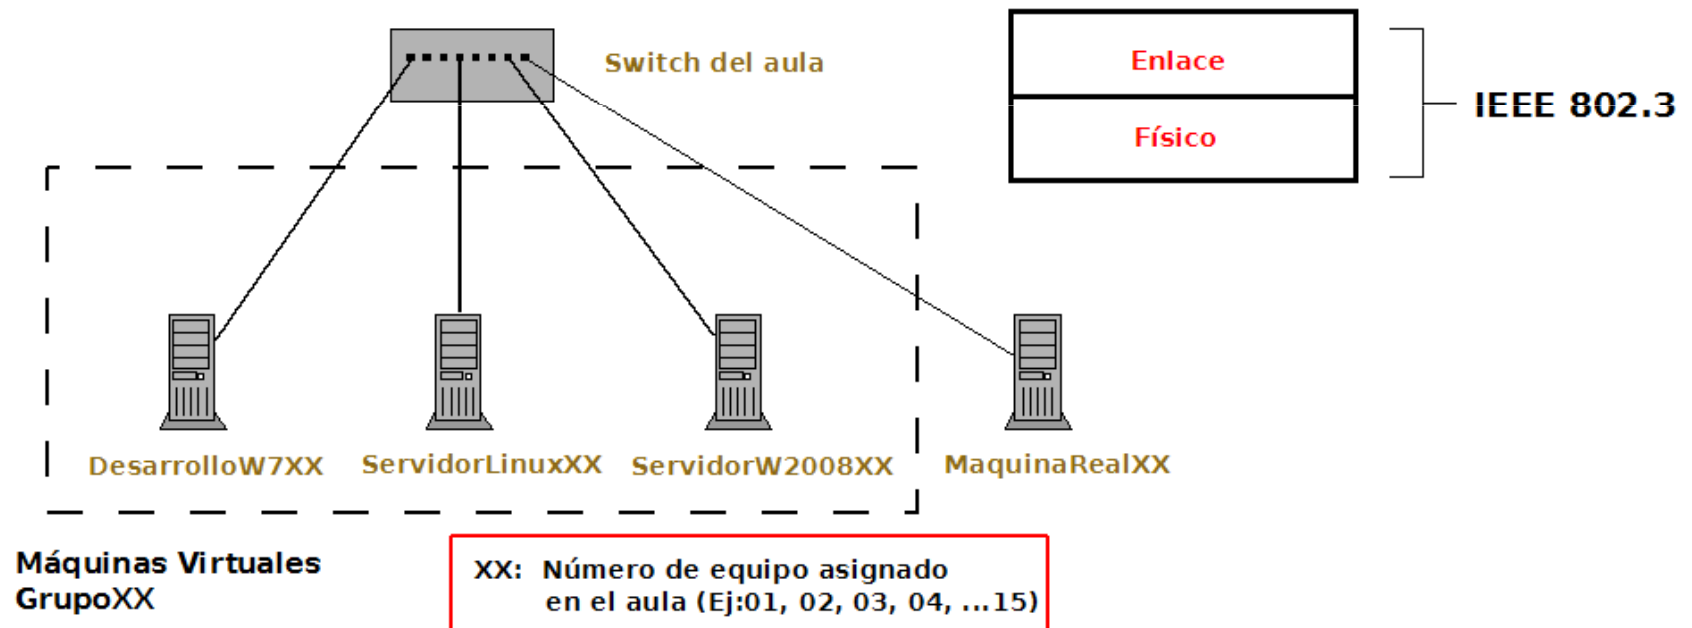 Switch del aula
Enlace
Físico
IEEE 802.3
DesarrolloW7XX
ServidorLinuxXX
ServidorW2008XX
MaquinaRealXX
Máquinas Virtuales
GrupoXX
XX: Número de equipo asignado
en el aula (Ej:01, 02, 03, 04, ...15)